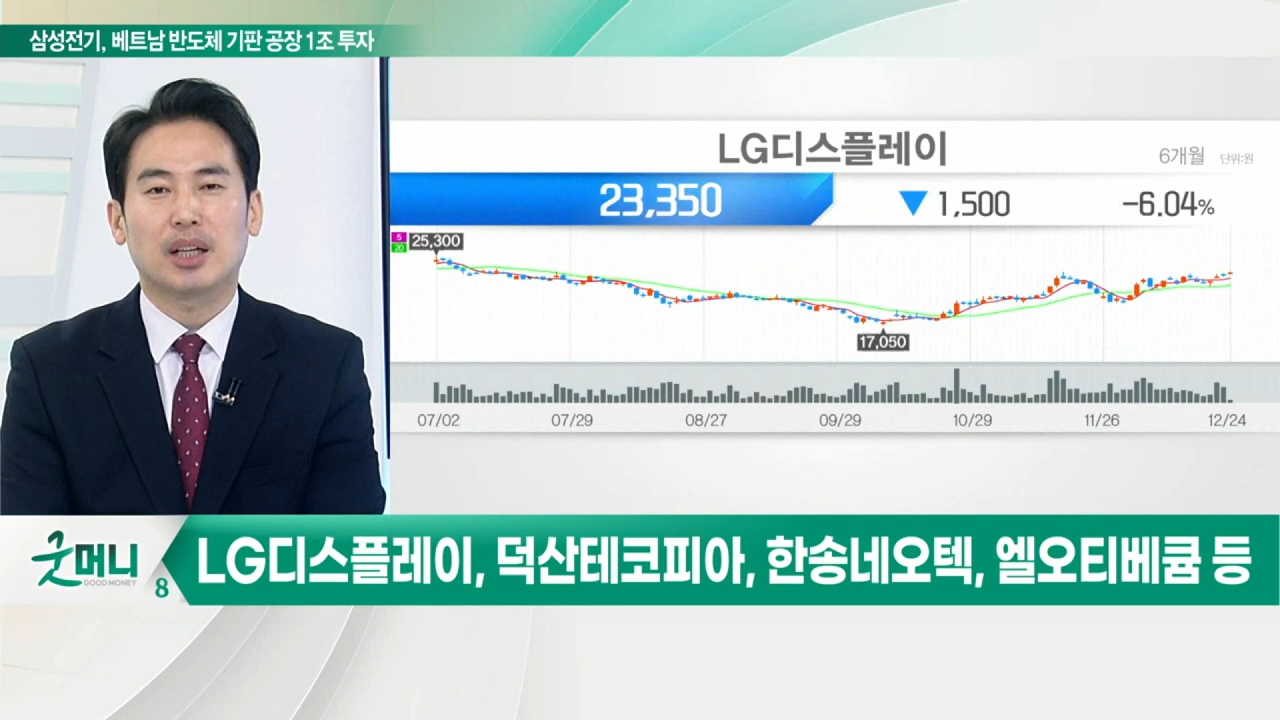 삼성전기, 베트남 반도체 기판 공장 1조 투자
LG디스플레이
6개월 단위:원
23,350 ▼ 1,500 -6.04%
5
20
25,300
17,050
07/02 07/29 08/27 09/29 10/29 11/26 12/24
굿머니
GOOD MONEY
8
LG디스플레이, 덕산테코피아, 한송네오텍, 엘오티베큠 등